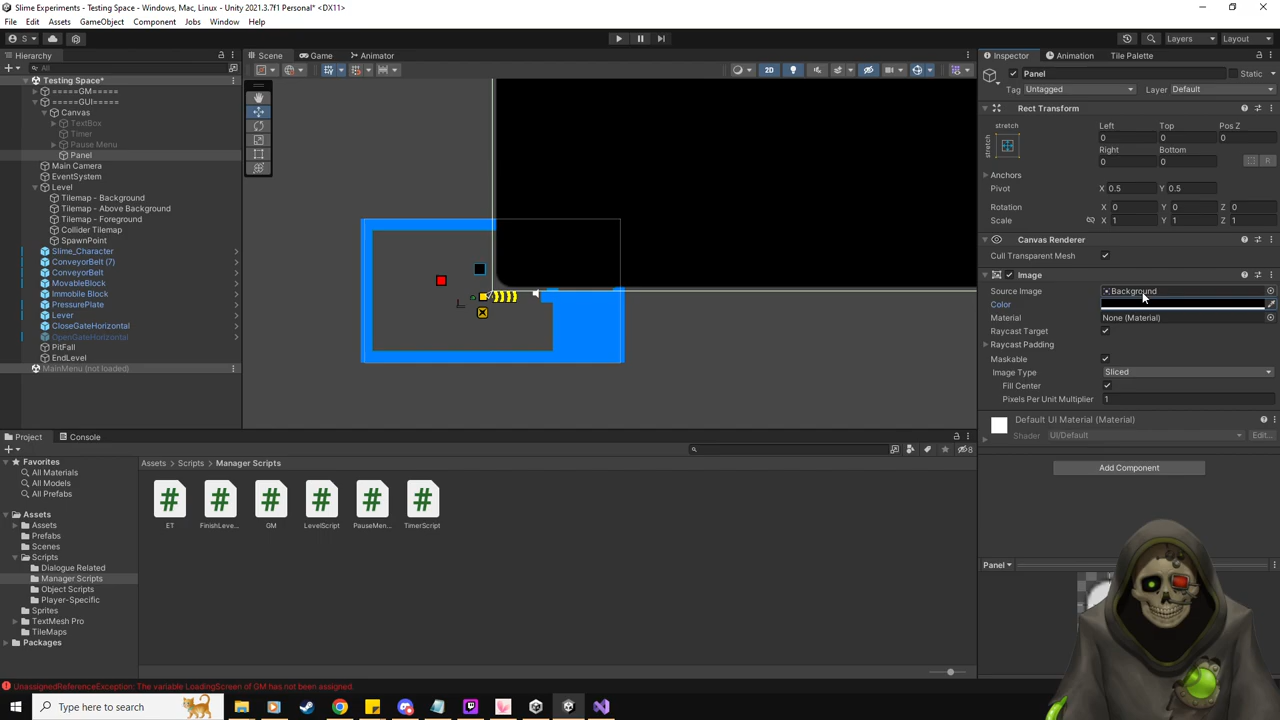 Slime Experiments - Testing Space - Windows, Mac, Linux - Unity 2021.3.7f1 Personal* <DX11>
File Edit Assets GameObject Component Jobs Window Help
S Layers Layout
Hierarchy
All
Testing Space*
=====GM=====
=====GUI=====
Canvas
TextBox
Timer
Pause Menu
Panel
Main Camera
EventSystem
Level
Tilemap - Background
Tilemap - Above Background
Tilemap - Foreground
Collider Tilemap
SpawnPoint
Slime_Character
ConveyorBelt (7)
ConveyorBelt
MovableBlock
Immobile Block
PressurePlate
Lever
CloseGateHorizontal
OpenGateHorizontal
PitFall
EndLevel
MainMenu (not loaded)
Scene Game Animator
2D
Inspector Animation Tile Palette
Panel Static
Tag Untagged Layer Default
Rect Transform
stretch Left Top Pos Z
stretch 0 0 0
Right Bottom
0 0 R
Anchors
Pivot X 0.5 Y 0.5
Rotation X 0 Y 0 Z 0
Scale X 1 Y 1 Z 1
Canvas Renderer
Cull Transparent Mesh
Image
Source Image Background
Color
Material None (Material)
Raycast Target
Raycast Padding
Maskable
Image Type Sliced
Fill Center
Pixels Per Unit Multiplier 1
Default UI Material (Material)
Shader UI/Default Edit...
Add Component
Panel
Project Console
8
Favorites
All Materials
All Models
All Prefabs
Assets
Assets
Prefabs
Scenes
Scripts
Dialogue Related
Manager Scripts
Object Scripts
Player-Specific
Sprites
TextMesh Pro
TileMaps
Packages
Assets Scripts Manager Scripts
# # # # # #
ET FinishLeve... GM LevelScript PauseMen... TimerScript
UnassignedReferenceException: The variable LoadingScreen of GM has not been assigned.
Type here to search